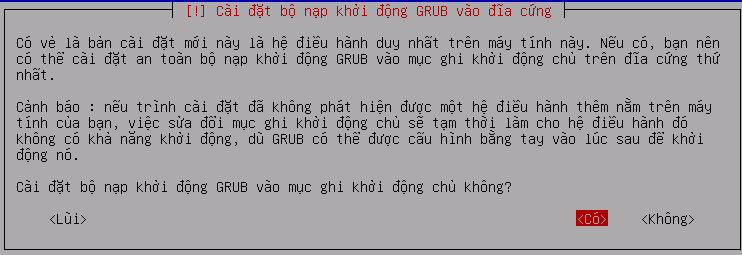 [!] Cài đặt bộ nạp khởi động GRUB vào đĩa cứng
Có vẻ là bản cài đặt mới này là hệ điều hành duy nhất trên máy tính này. Nếu có, bạn nên
có thể cài đặt an toàn bộ nạp khởi động GRUB vào mục ghi khởi động chủ trên đĩa cứng thứ
nhất.
Cảnh báo : nếu trình cài đặt đã không phát hiện được một hệ điều hành thêm nằm trên máy
tính của bạn, việc sửa đổi mục ghi khởi động chủ sẽ tạm thời làm cho hệ điều hành đó
không có khả năng khởi động, dù GRUB có thể được cấu hình bằng tay vào lúc sau để khởi
động nó.
Cài đặt bộ nạp khởi động GRUB vào mục ghi khởi động chủ không?
<Lùi> <Có> <Không>